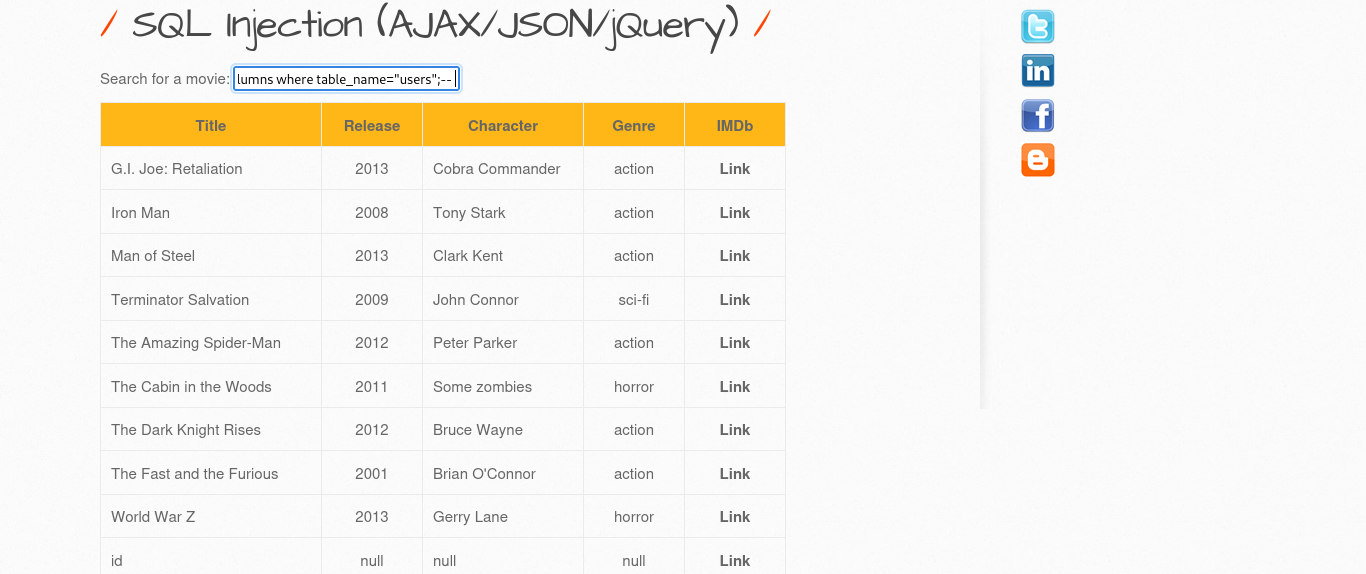 / SQL Injection (AJAX/JSON/jQuery) /
Search for a movie: lumns where table_name="users";--
Title Release Character Genre IMDb
G.I. Joe: Retaliation 2013 Cobra Commander action Link
Iron Man 2008 Tony Stark action Link
Man of Steel 2013 Clark Kent action Link
Terminator Salvation 2009 John Connor sci-fi Link
The Amazing Spider-Man 2012 Peter Parker action Link
The Cabin in the Woods 2011 Some zombies horror Link
The Dark Knight Rises 2012 Bruce Wayne action Link
The Fast and the Furious 2001 Brian O'Connor action Link
World War Z 2013 Gerry Lane horror Link
id null null null Link